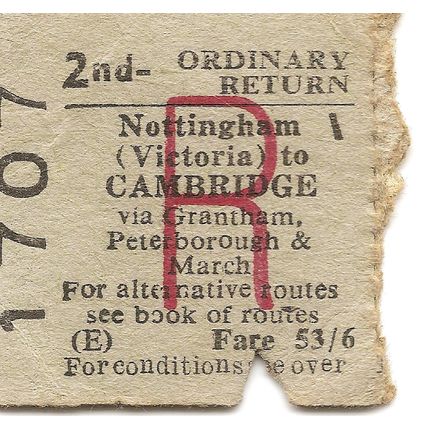 2nd- ORDINARY
RETURN
Nottingham
(Victoria) to
CAMBRIDGE
via Grantham,
Peterborough &
March
For alternative routes
see book of routes
(E) Fare 53/6
For conditions see over
R
1707